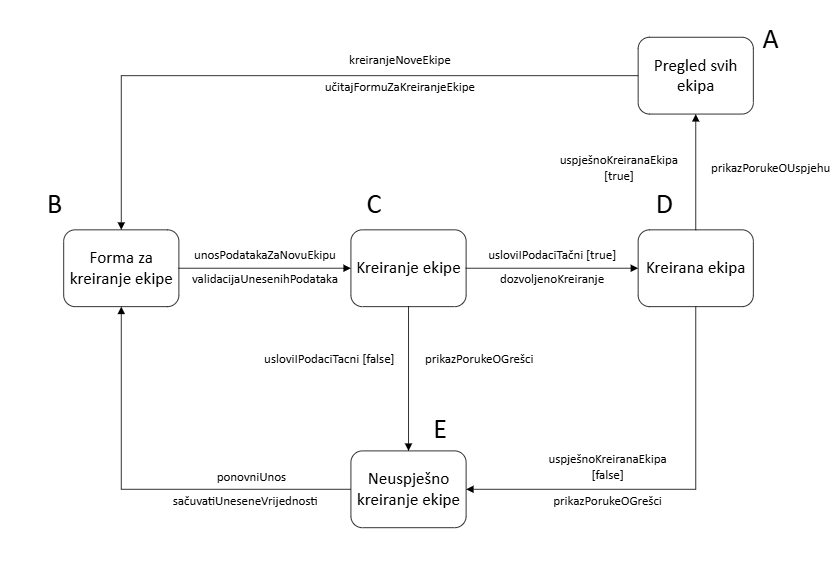 A
Pregled svih
ekipa
kreiranjeNoveEkipe
učitajFormuZaKreiranjeEkipe
uspješnoKreiranaEkipa
[true]
prikazPorukeOUspjehu
B
Forma za
kreiranje ekipe
unosPodatakaZaNovuEkipu
validacijaUnesenihPodataka
C
Kreiranje ekipe
usloviIPodaciTačni [true]
dozvoljenoKreiranje
D
Kreirana ekipa
usloviIPodaciTacni [false]
prikazPorukeOGrešci
E
Neuspješno
kreiranje ekipe
uspješnoKreiranaEkipa
[false]
prikazPorukeOGrešci
ponovniUnos
sačuvatiUneseneVrijednosti